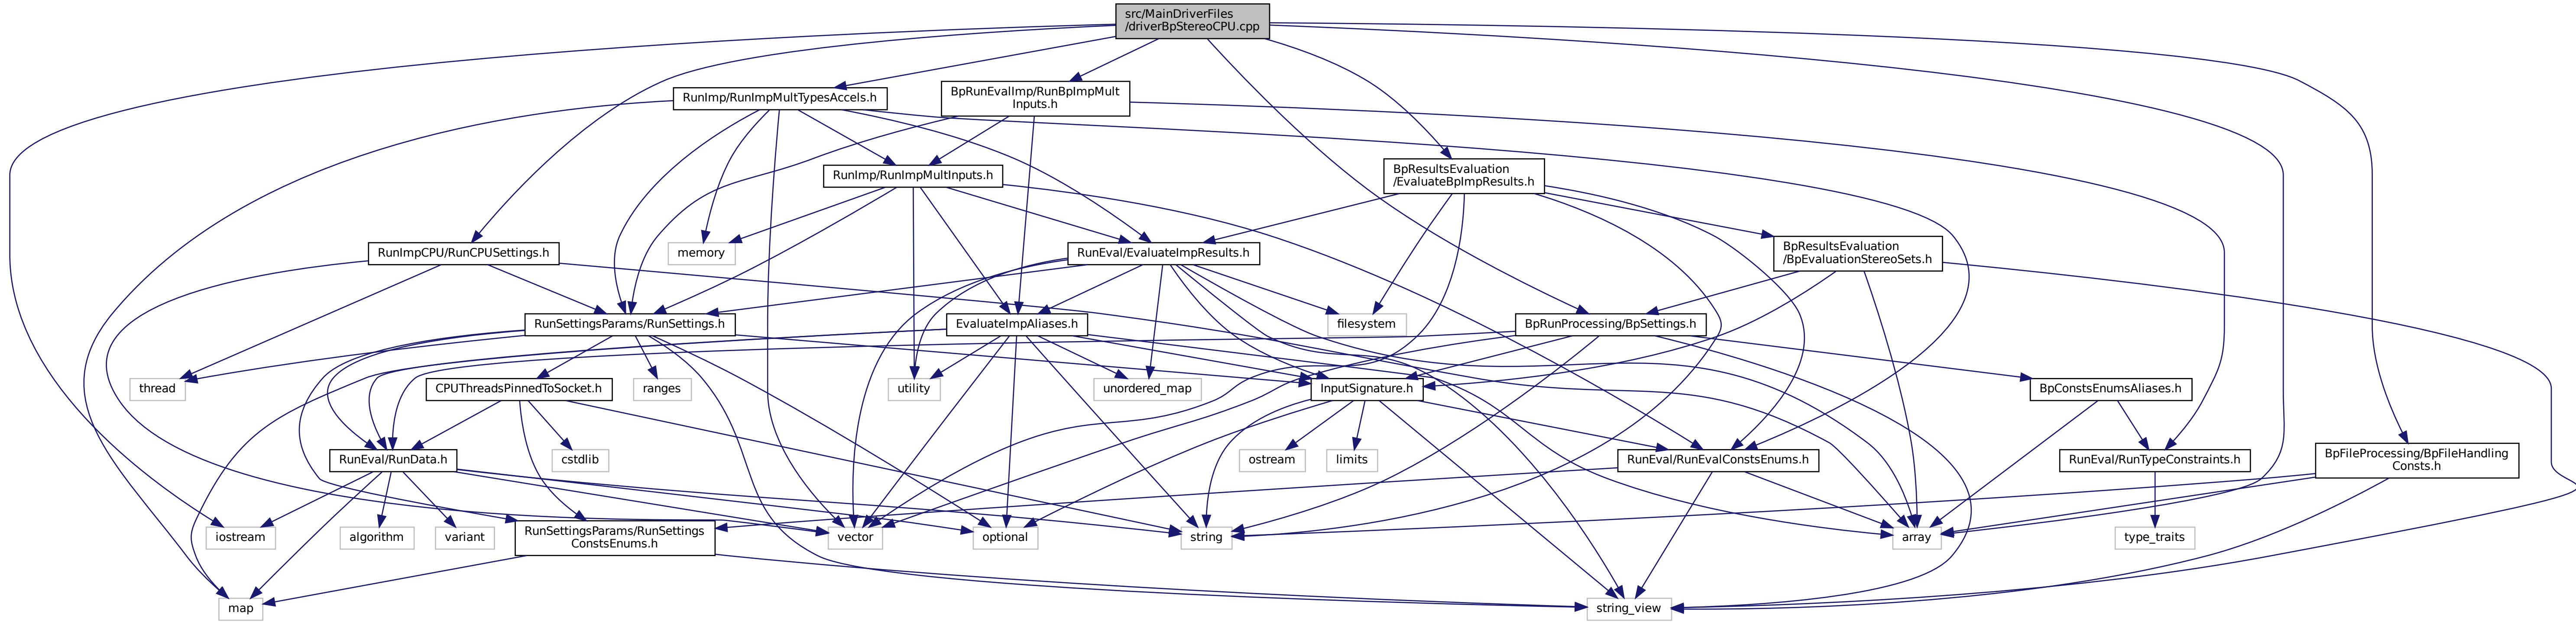 src/MainDriverFiles
/driverBpStereoCPU.cpp
RunImp/RunImpMultTypesAccels.h
BpRunEvalImp/RunBpImpMult
Inputs.h
RunImp/RunImpMultInputs.h
BpResultsEvaluation
/EvaluateBpImpResults.h
RunImpCPU/RunCPUSettings.h
memory
RunEval/EvaluateImpResults.h
BpResultsEvaluation
/BpEvaluationStereoSets.h
RunSettingsParams/RunSettings.h
EvaluateImpAliases.h
filesystem
BpRunProcessing/BpSettings.h
thread
CPUThreadsPinnedToSocket.h
ranges
utility
unordered_map
InputSignature.h
BpConstsEnumsAliases.h
RunEval/RunData.h
cstdlib
ostream
limits
RunEval/RunEvalConstsEnums.h
RunEval/RunTypeConstraints.h
BpFileProcessing/BpFileHandling
Consts.h
iostream
algorithm
variant
RunSettingsParams/RunSettings
ConstsEnums.h
vector
optional
string
array
type_traits
map
string_view